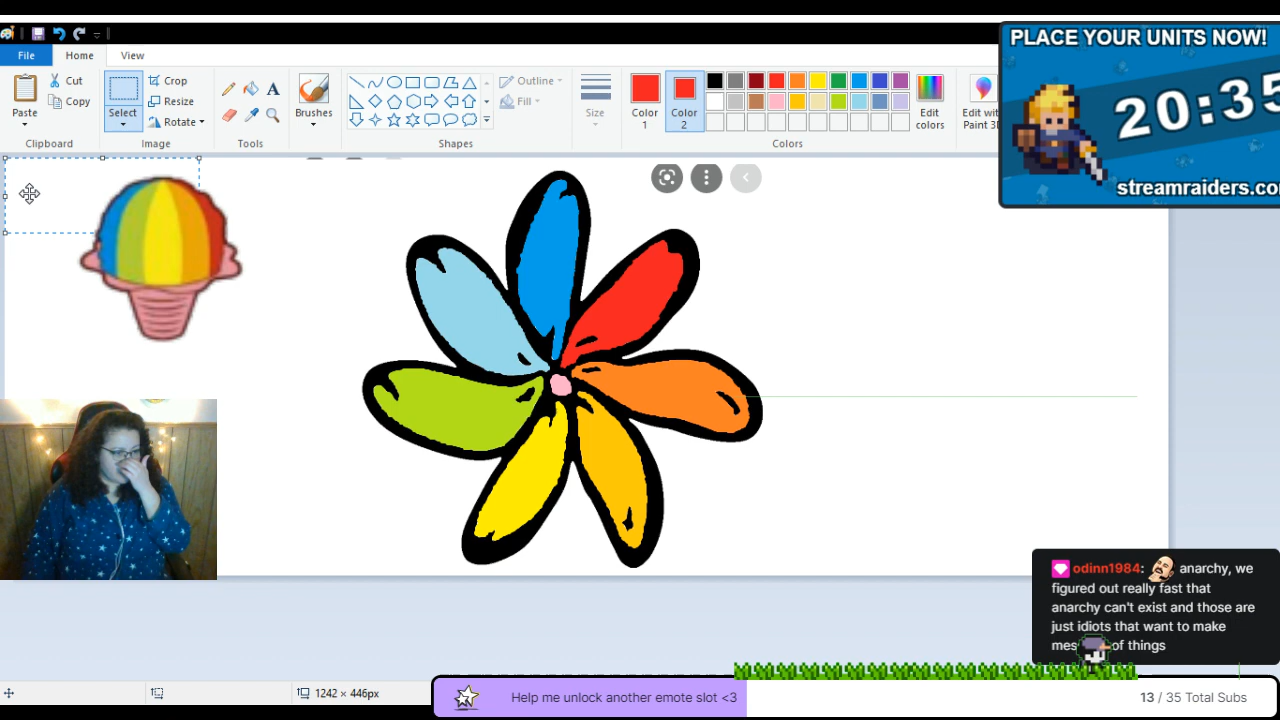 PLACE YOUR UNITS NOW!
20:35
streamraiders.co
File
Home
View
Paste
Cut
Copy
Clipboard
Select
Crop
Resize
Rotate
Image
Tools
Brushes
Outline
Fill
Shapes
Size
Color 1
Color 2
Edit colors
Edit with Paint 3D
Colors
odinn1984: anarchy, we
figured out really fast that
anarchy can't exist and those are
just idiots that want to make
of things
1242 × 446px
Help me unlock another emote slot <3
13 / 35 Total Subs